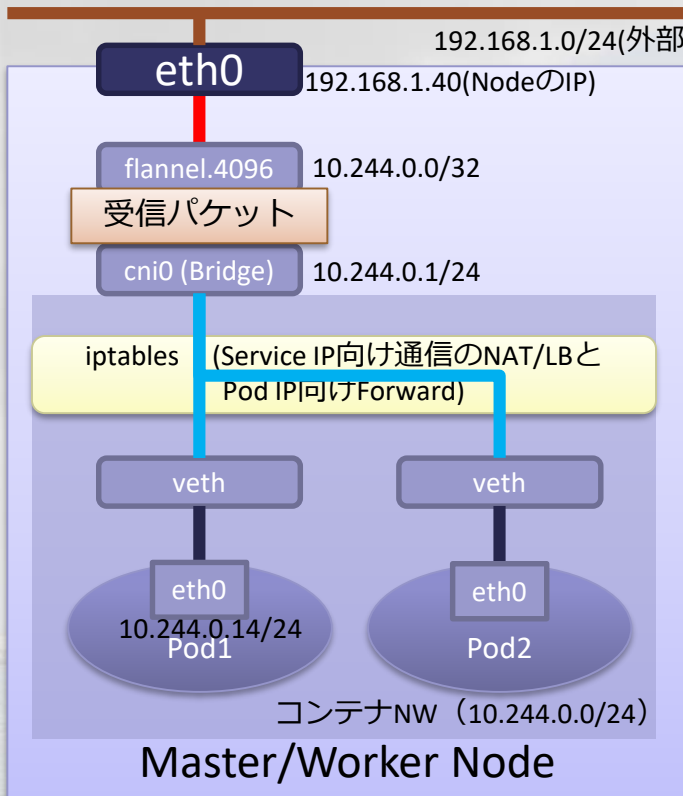 192.168.1.0/24(外部
eth0
192.168.1.40(NodeのIP)
flannel.4096
10.244.0.0/32
受信パケット
cni0 (Bridge)
10.244.0.1/24
iptables (Service IP向け通信のNAT/LBと
Pod IP向けForward)
veth
veth
eth0
eth0
10.244.0.14/24
Pod1
Pod2
コンテナNW（10.244.0.0/24）
Master/Worker Node